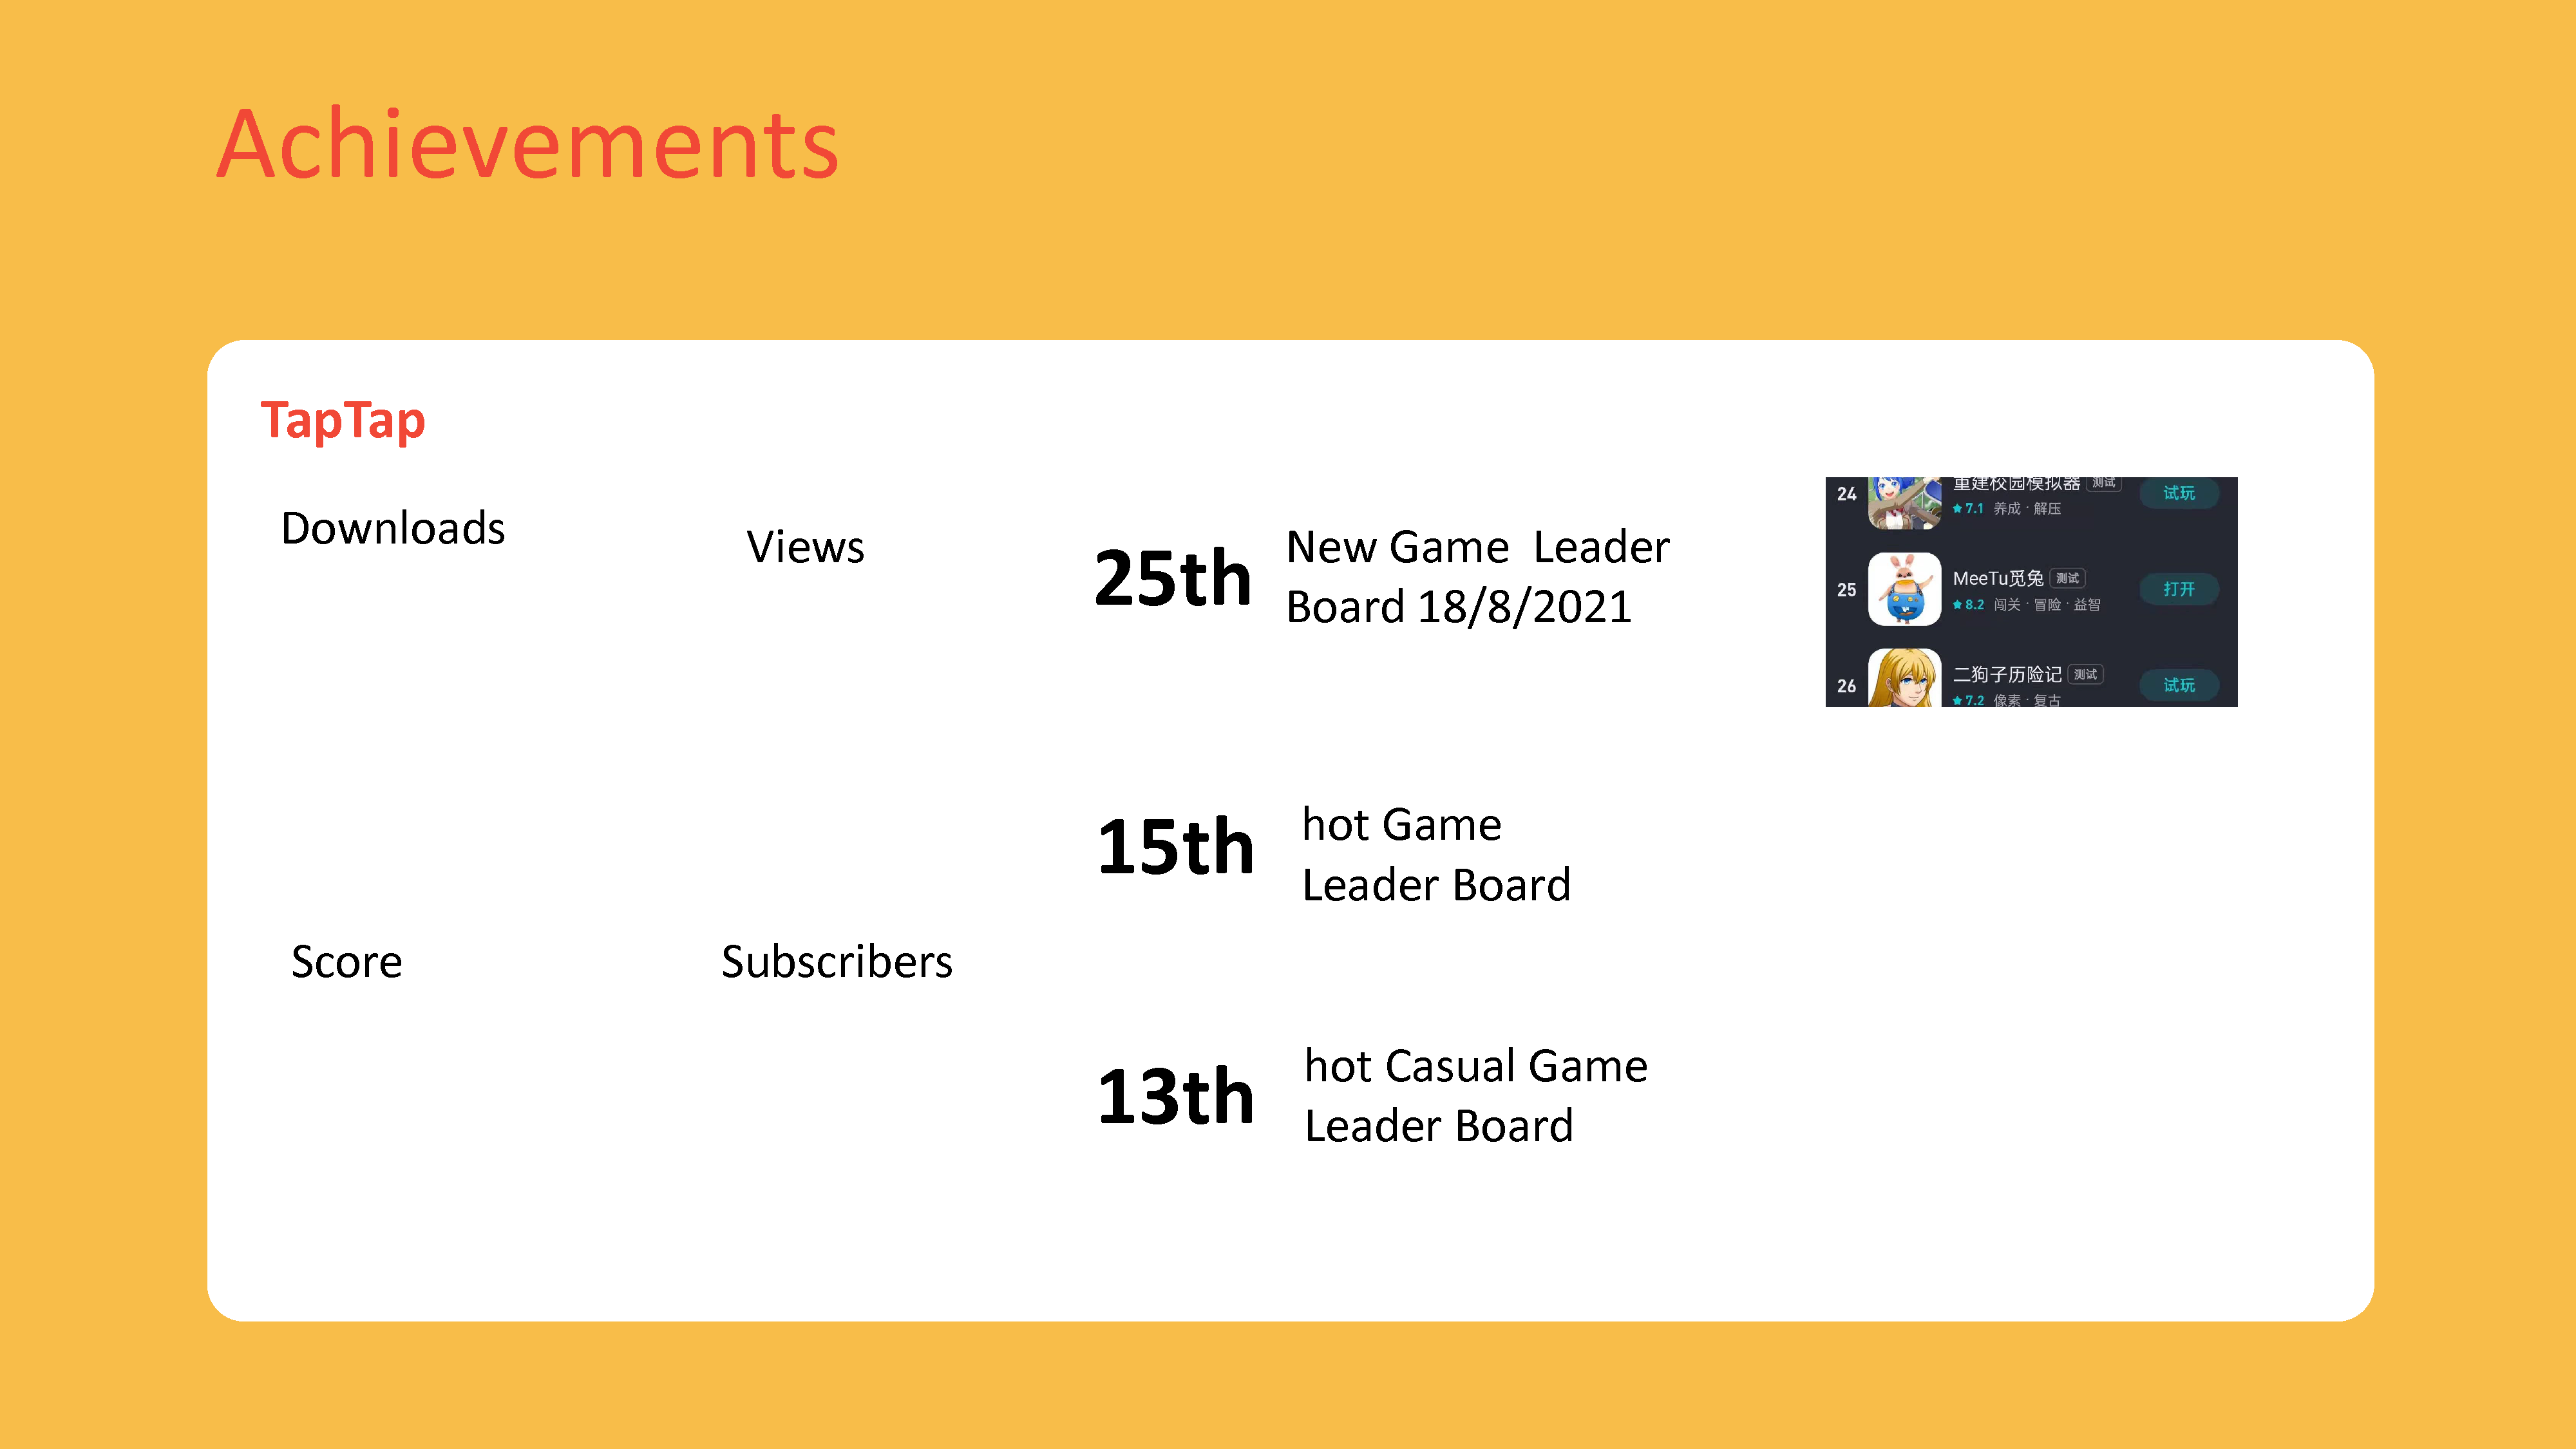 Achievements
TapTap
Downloads
Views
Score
Subscribers
25th
New Game Leader
Board 18/8/2021
15th
hot Game
Leader Board
13th
hot Casual Game
Leader Board
24
重建校园模拟器 测试
7.1 养成 · 解压
试玩
25
MeeTu觅兔 测试
8.2 闯关 · 冒险 · 益智
打开
26
二狗子历险记 测试
7.2 像素 · 复古
试玩